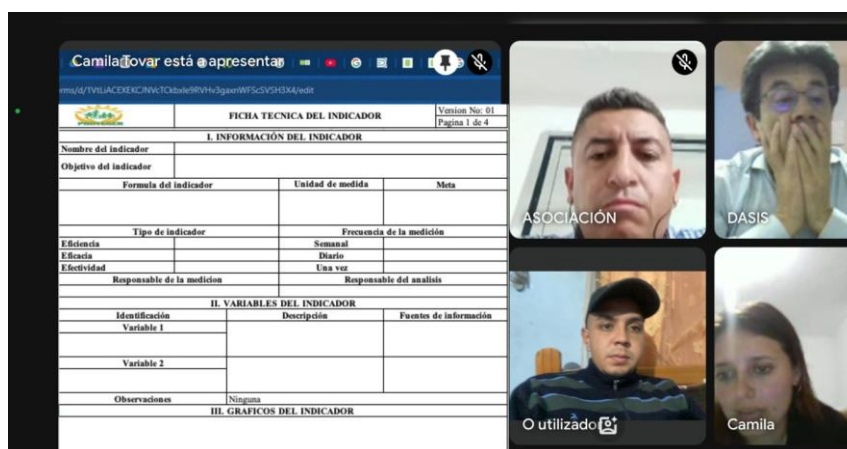 Camila Tovar está a apresentar
FICHA TECNICA DEL INDICADOR
Version No: 01
Pagina 1 de 4
I. INFORMACIÓN DEL INDICADOR
Nombre del indicador
Objetivo del indicador
Formula del indicador Unidad de medida Meta
Tipo de indicador Frecuencia de la medición
Eficiencia Semanal
Eficacia Diario
Efectividad Una vez
Responsable de la medicion Responsable del analisis
II. VARIABLES DEL INDICADOR
Identificación Descripción Fuentes de información
Variable 1
Variable 2
Observaciones Ninguna
III. GRAFICOS DEL INDICADOR
ASOCIACIÓN
DASIS
O utilizado
Camila